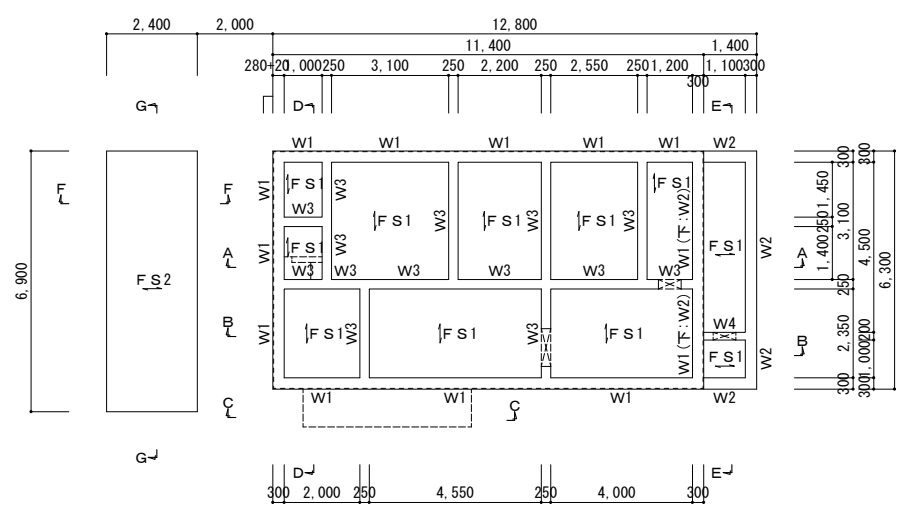 2,400 2,000 12,800
11,400 1,400
280+20 1,000 250 3,100 250 2,200 250 2,550 250 1,200 300 1,100 300
G D E
W1 W1 W1 W1 W1 W2
F F W1 FS1 W3 FS1 W3 FS1 W3 FS1 W3 FS1 W1(下:W2) 300 300
W3 1,450
A W1 FS1 W3 FS1 W2 A 250 3,100 4,500
W3 W3 W3 W3 W3 W3 1,400
6,900 FS2 250 6,300
B W1 FS1 W3 FS1 W3 FS1 W1(下:W2) W4 B 2,350 200
FS1 W2 1,000
C W1 W1 C W1 W2 300 300
G D E
300 2,000 250 4,550 250 4,000 300